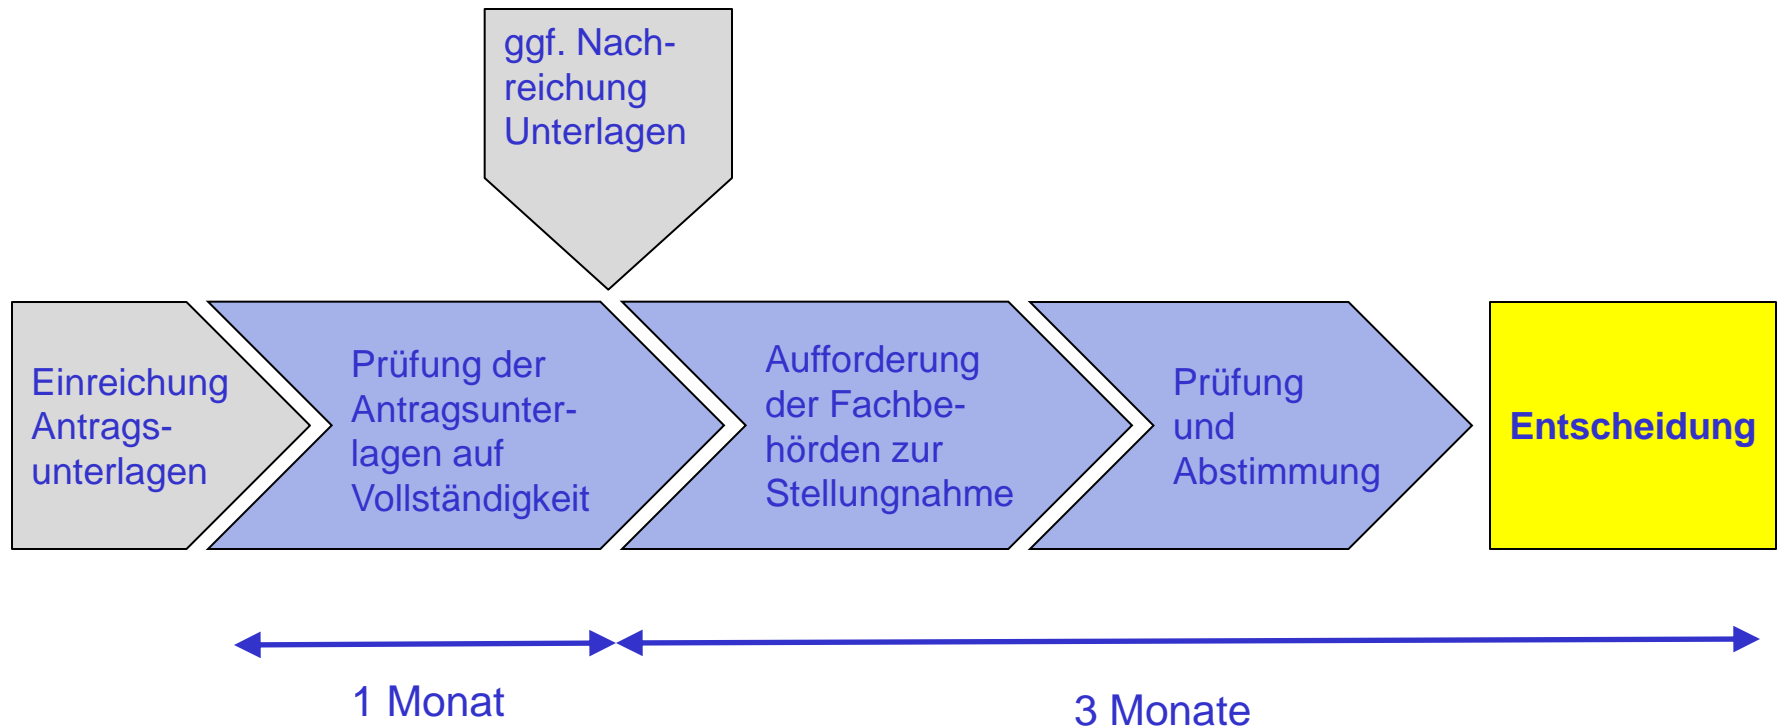 ggf. Nach-
reichung
Unterlagen
Einreichung
Antrags-
unterlagen
Prüfung der
Antragsunter-
lagen auf
Vollständigkeit
Aufforderung
der Fachbe-
hörden zur
Stellungnahme
Prüfung
und
Abstimmung
Entscheidung
1 Monat
3 Monate